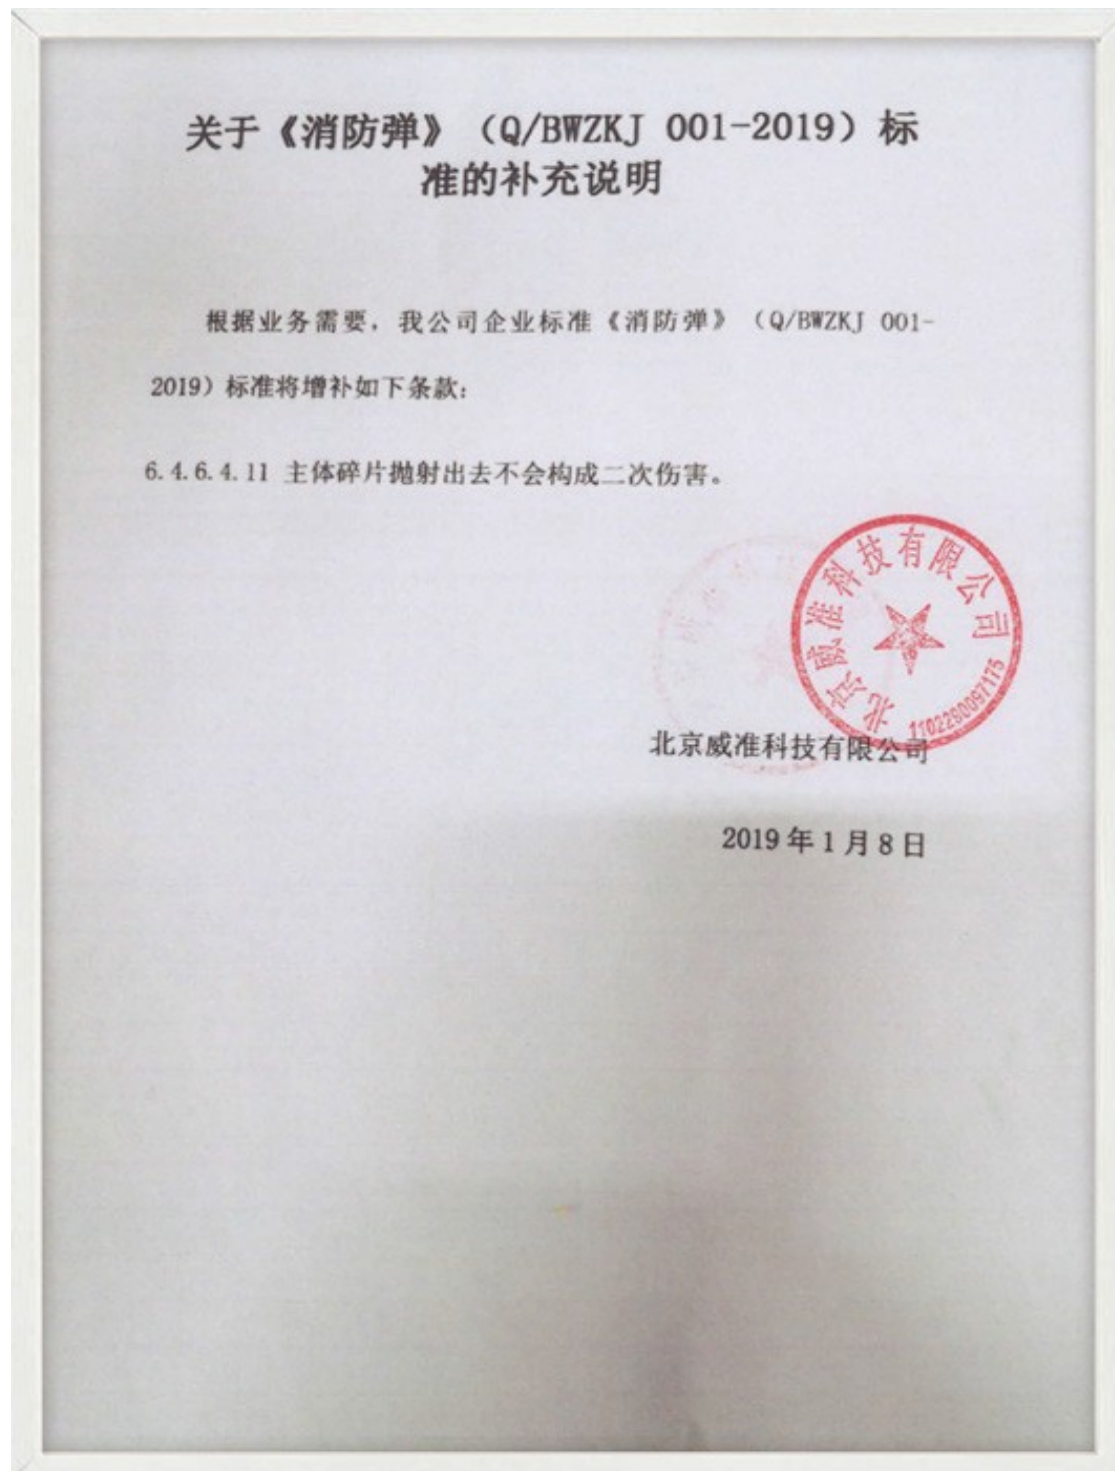 关于《消防弹》（Q/BWZKJ 001-2019）标
准的补充说明
根据业务需要，我公司企业标准《消防弹》（Q/BWZKJ 001-
2019）标准将增补如下条款：
6.4.6.4.11 主体碎片抛射出去不会构成二次伤害。
北京威准科技有限公司
1102290097175
北京威准科技有限公司
2019年1月8日